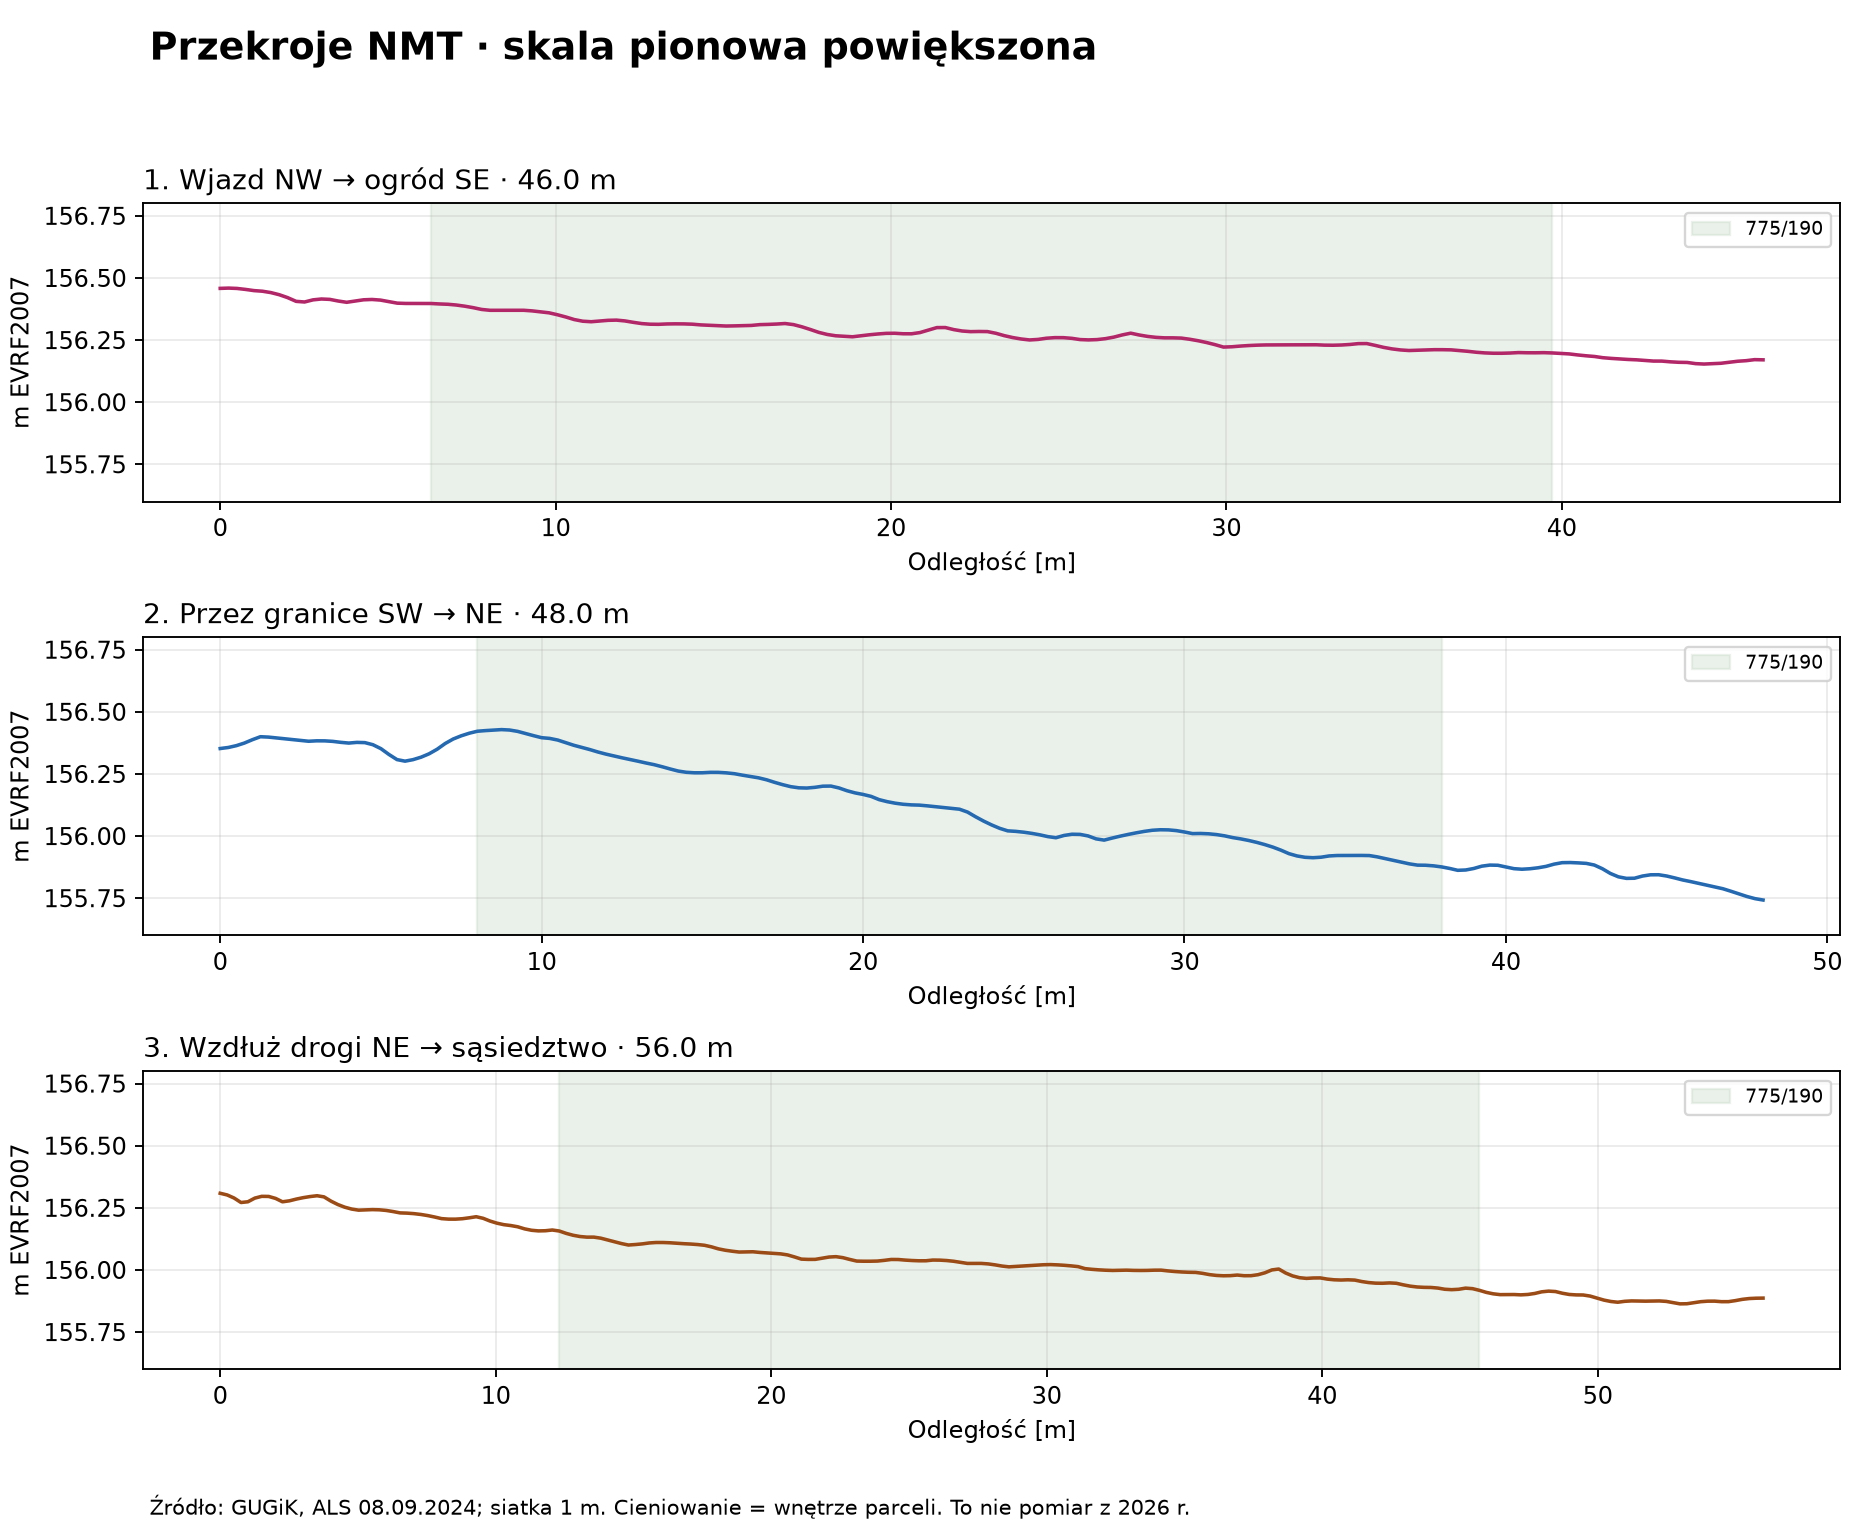 Przekroje NMT · skala pionowa powiększona
1. Wjazd NW → ogród SE · 46.0 m
156.75
156.50
156.25
156.00
155.75
m EVRF2007
775/190
0 10 20 30 40
Odległość [m]
2. Przez granice SW → NE · 48.0 m
156.75
156.50
156.25
156.00
155.75
m EVRF2007
775/190
0 10 20 30 40 50
Odległość [m]
3. Wzdłuż drogi NE → sąsiedztwo · 56.0 m
156.75
156.50
156.25
156.00
155.75
m EVRF2007
775/190
0 10 20 30 40 50
Odległość [m]
Źródło: GUGiK, ALS 08.09.2024; siatka 1 m. Cieniowanie = wnętrze parceli. To nie pomiar z 2026 r.